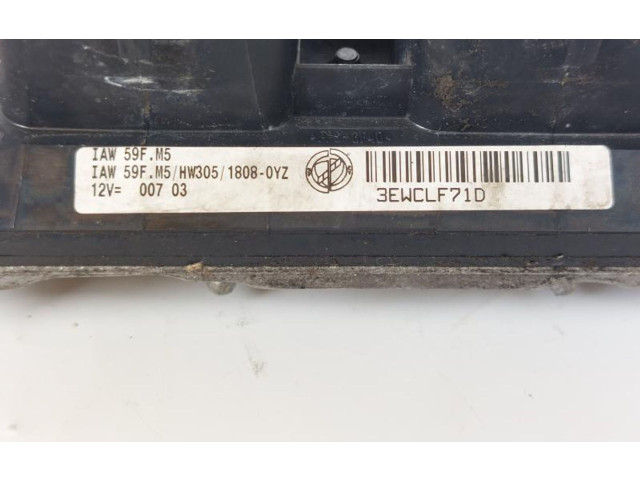 IAW 59F.M5
IAW 59F.M5/HW305/1808-0YZ
12V= 007 03
3EWCLF71D